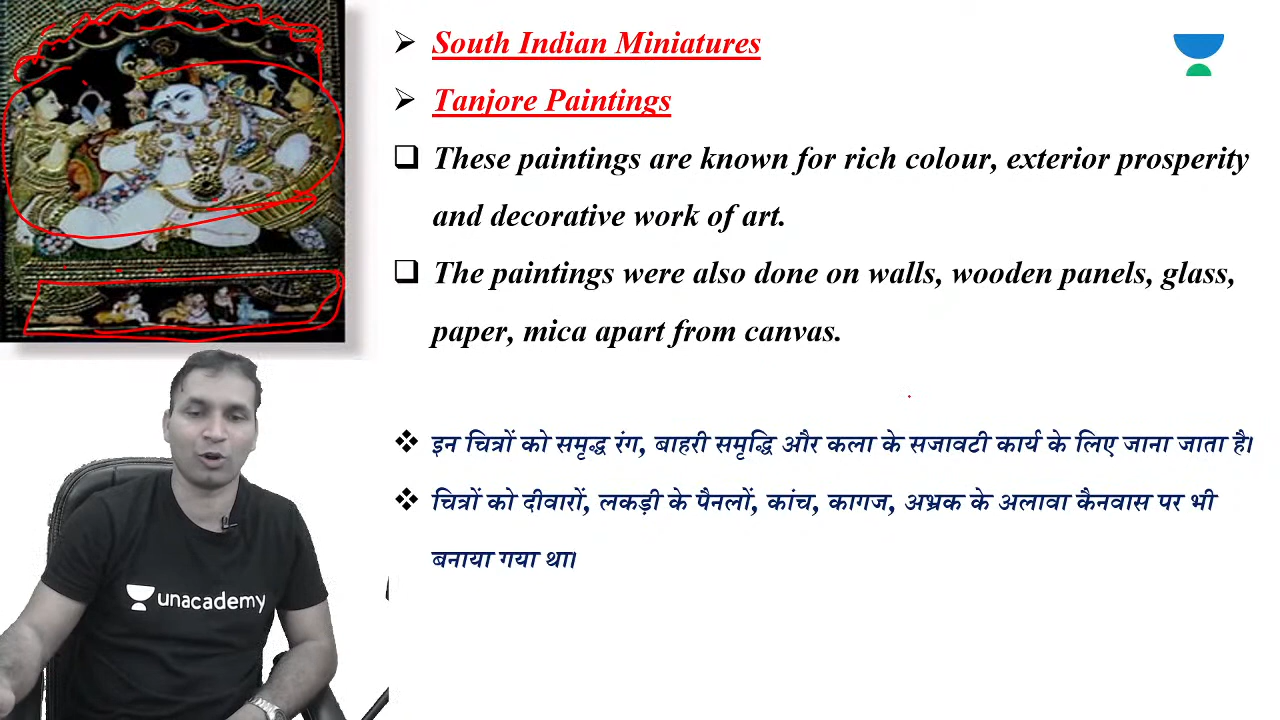 South Indian Miniatures
Tanjore Paintings
These paintings are known for rich colour, exterior prosperity
and decorative work of art.
The paintings were also done on walls, wooden panels, glass,
paper, mica apart from canvas.
इन चित्रों को समृद्ध रंग, बाहरी समृद्धि और कला के सजावटी कार्य के लिए जाना जाता है।
चित्रों को दीवारों, लकड़ी के पैनलों, कांच, कागज, अभ्रक के अलावा कैनवास पर भी
बनाया गया था।
unacademy